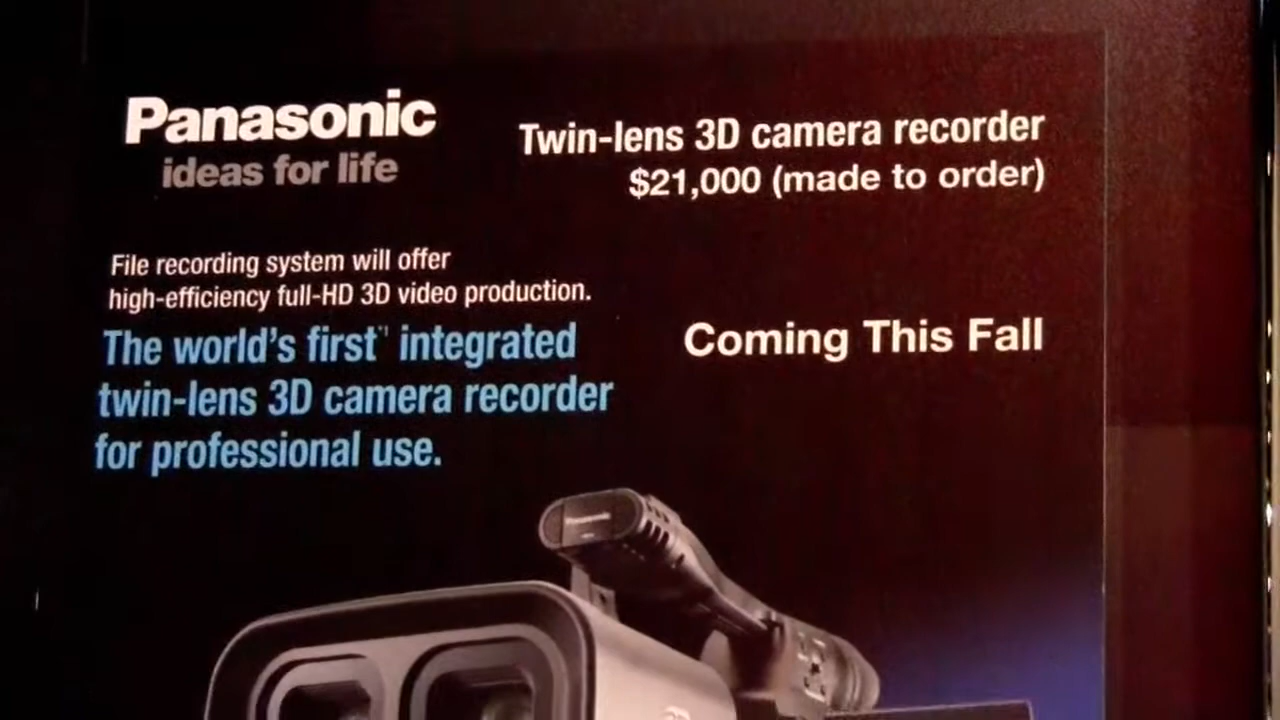 Panasonic
ideas for life
Twin-lens 3D camera recorder
$21,000 (made to order)
File recording system will offer
high-efficiency full-HD 3D video production.
The world's first*1 integrated
twin-lens 3D camera recorder
for professional use.
Coming This Fall
Panasonic